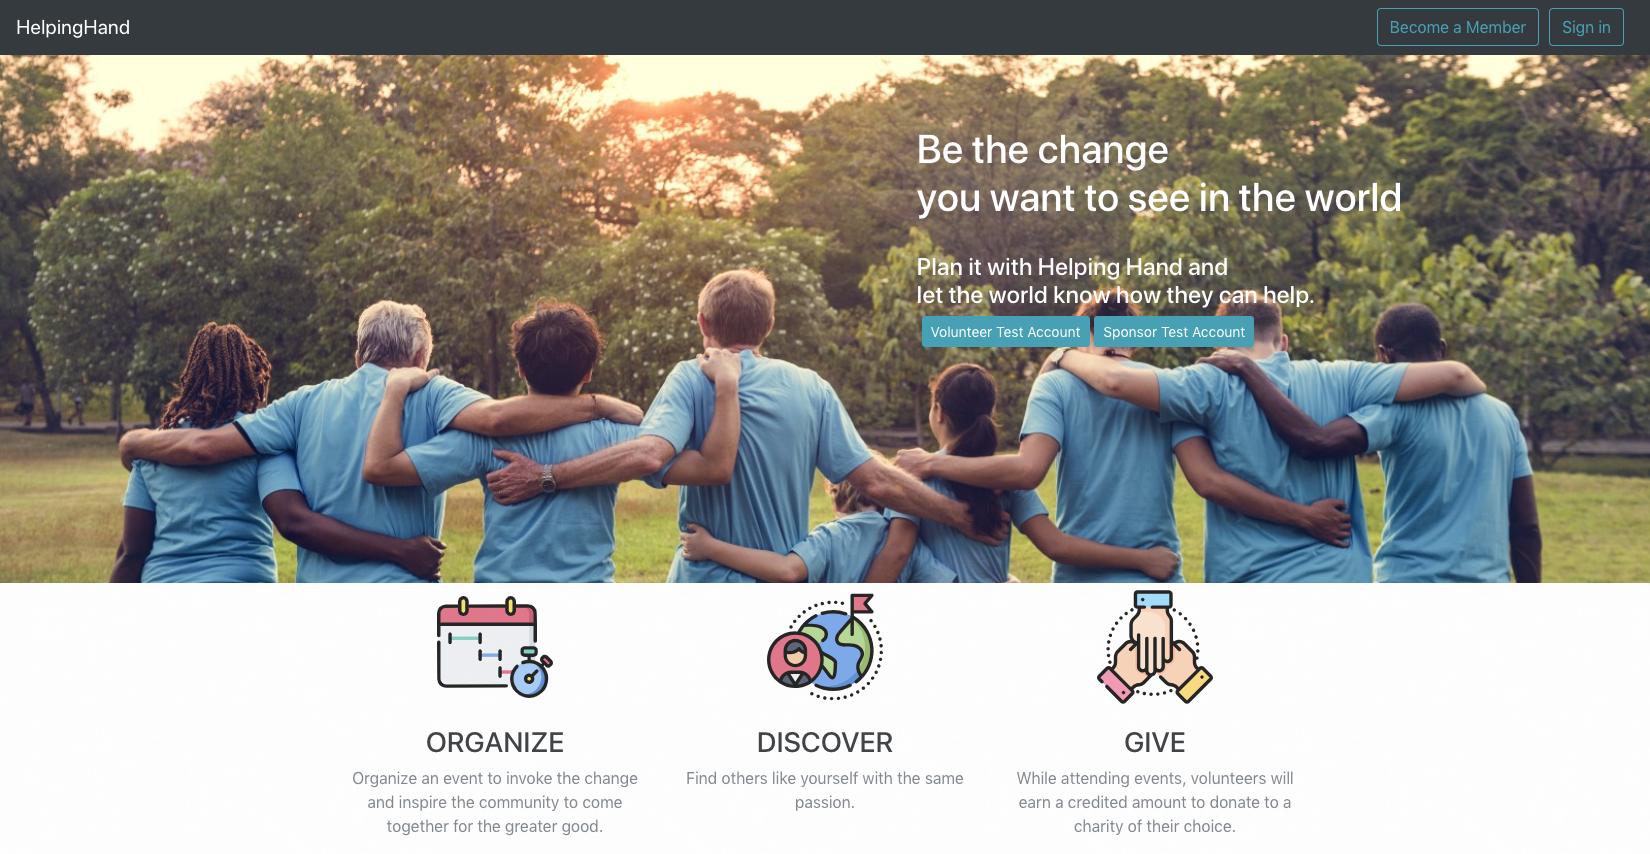 HelpingHand
Become a Member
Sign in
Be the change
you want to see in the world
Plan it with Helping Hand and
let the world know how they can help.
Volunteer Test Account
Sponsor Test Account
ORGANIZE
Organize an event to invoke the change
and inspire the community to come
together for the greater good.
DISCOVER
Find others like yourself with the same
passion.
GIVE
While attending events, volunteers will
earn a credited amount to donate to a
charity of their choice.